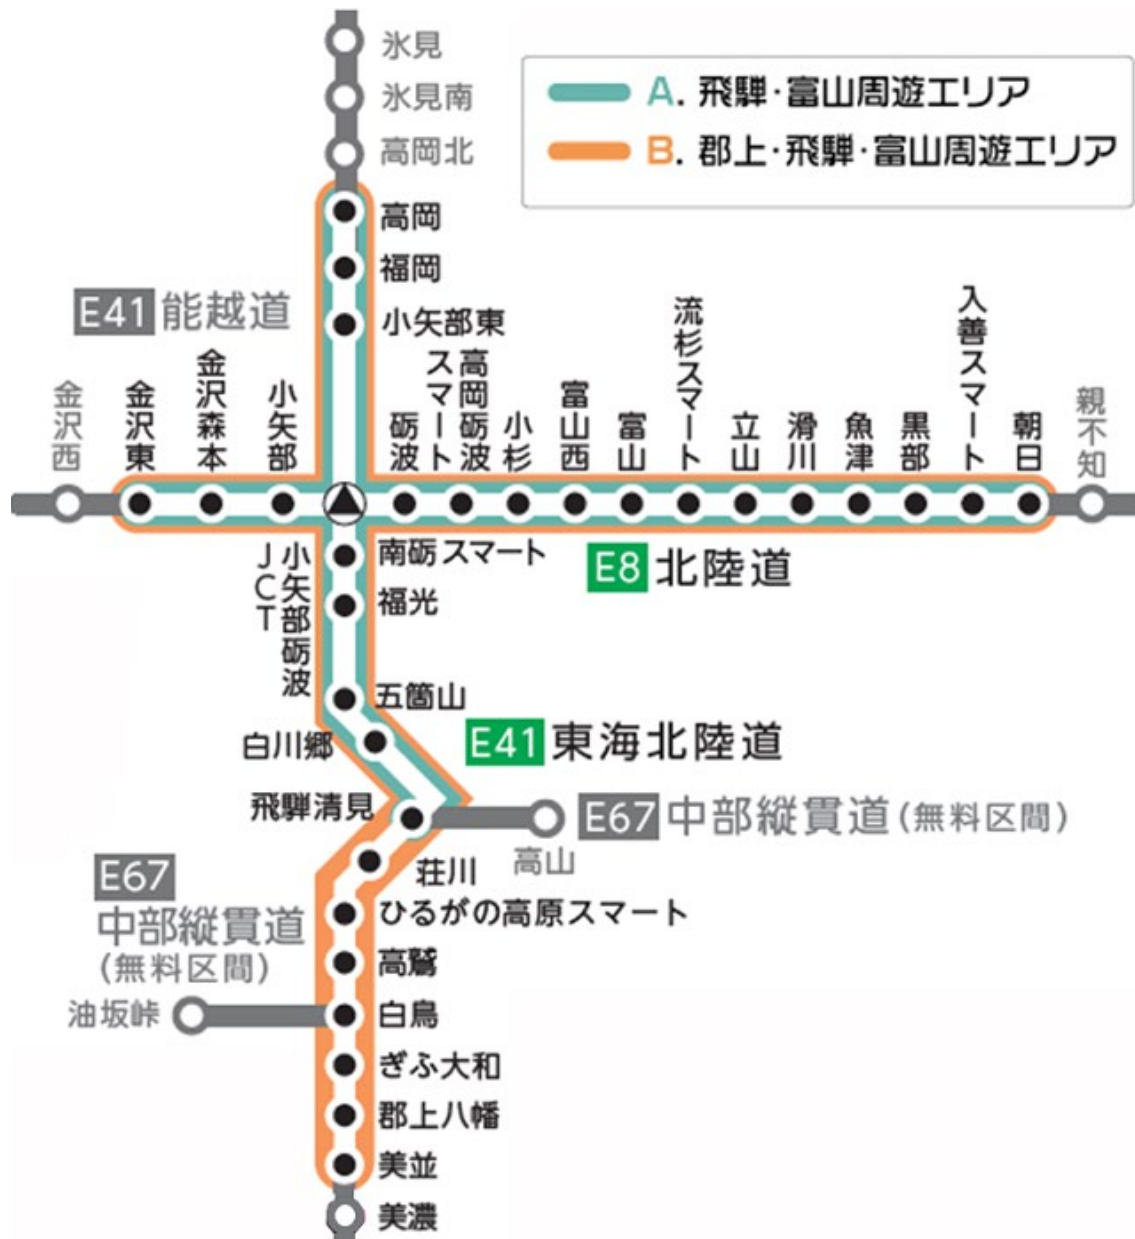 氷見
氷見南
高岡北
A. 飛騨・富山周遊エリア
B. 郡上・飛騨・富山周遊エリア
高岡
福岡
小矢部東
E41 能越道
金沢西
金沢東
金沢森本
小矢部
砺波
高岡砺波
スマート
小杉
富山西
富山
流杉スマート
立山
滑川
魚津
黒部
入善スマート
朝日
親不知
小矢部砺波
JCT
南砺スマート
福光
E8 北陸道
五箇山
白川郷
E41 東海北陸道
飛騨清見
E67 中部縦貫道(無料区間)
高山
荘川
E67
中部縦貫道
(無料区間)
ひるがの高原スマート
高鷲
油坂峠
白鳥
ぎふ大和
郡上八幡
美並
美濃